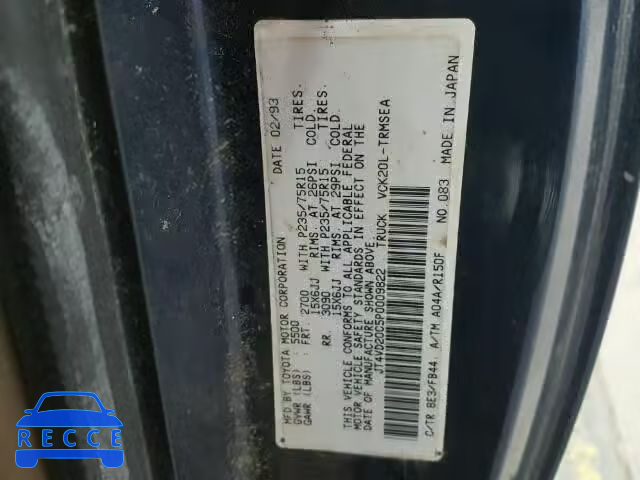 MFD BY TOYOTA MOTOR CORPORATION DATE 02/93
GVWR (LBS) 5500
GAWR (LBS) FRT. 2700 WITH P235/75R15 TIRES.
15X6JJ RIMS. AT 26PSI COLD.
RR. 3090 WITH P235/75R15 TIRES.
15X6JJ RIMS. AT 29PSI COLD.
THIS VEHICLE CONFORMS TO ALL APPLICABLE FEDERAL
MOTOR VEHICLE SAFETY STANDARDS IN EFFECT ON THE
DATE OF MANUFACTURE SHOWN ABOVE.
JT4VD20C5P0009822 TRUCK VCK20L-TRMSEA
C/TR 8E3/FB44 A/TM A04A/R150F
NO.083 MADE IN JAPAN
RECCE